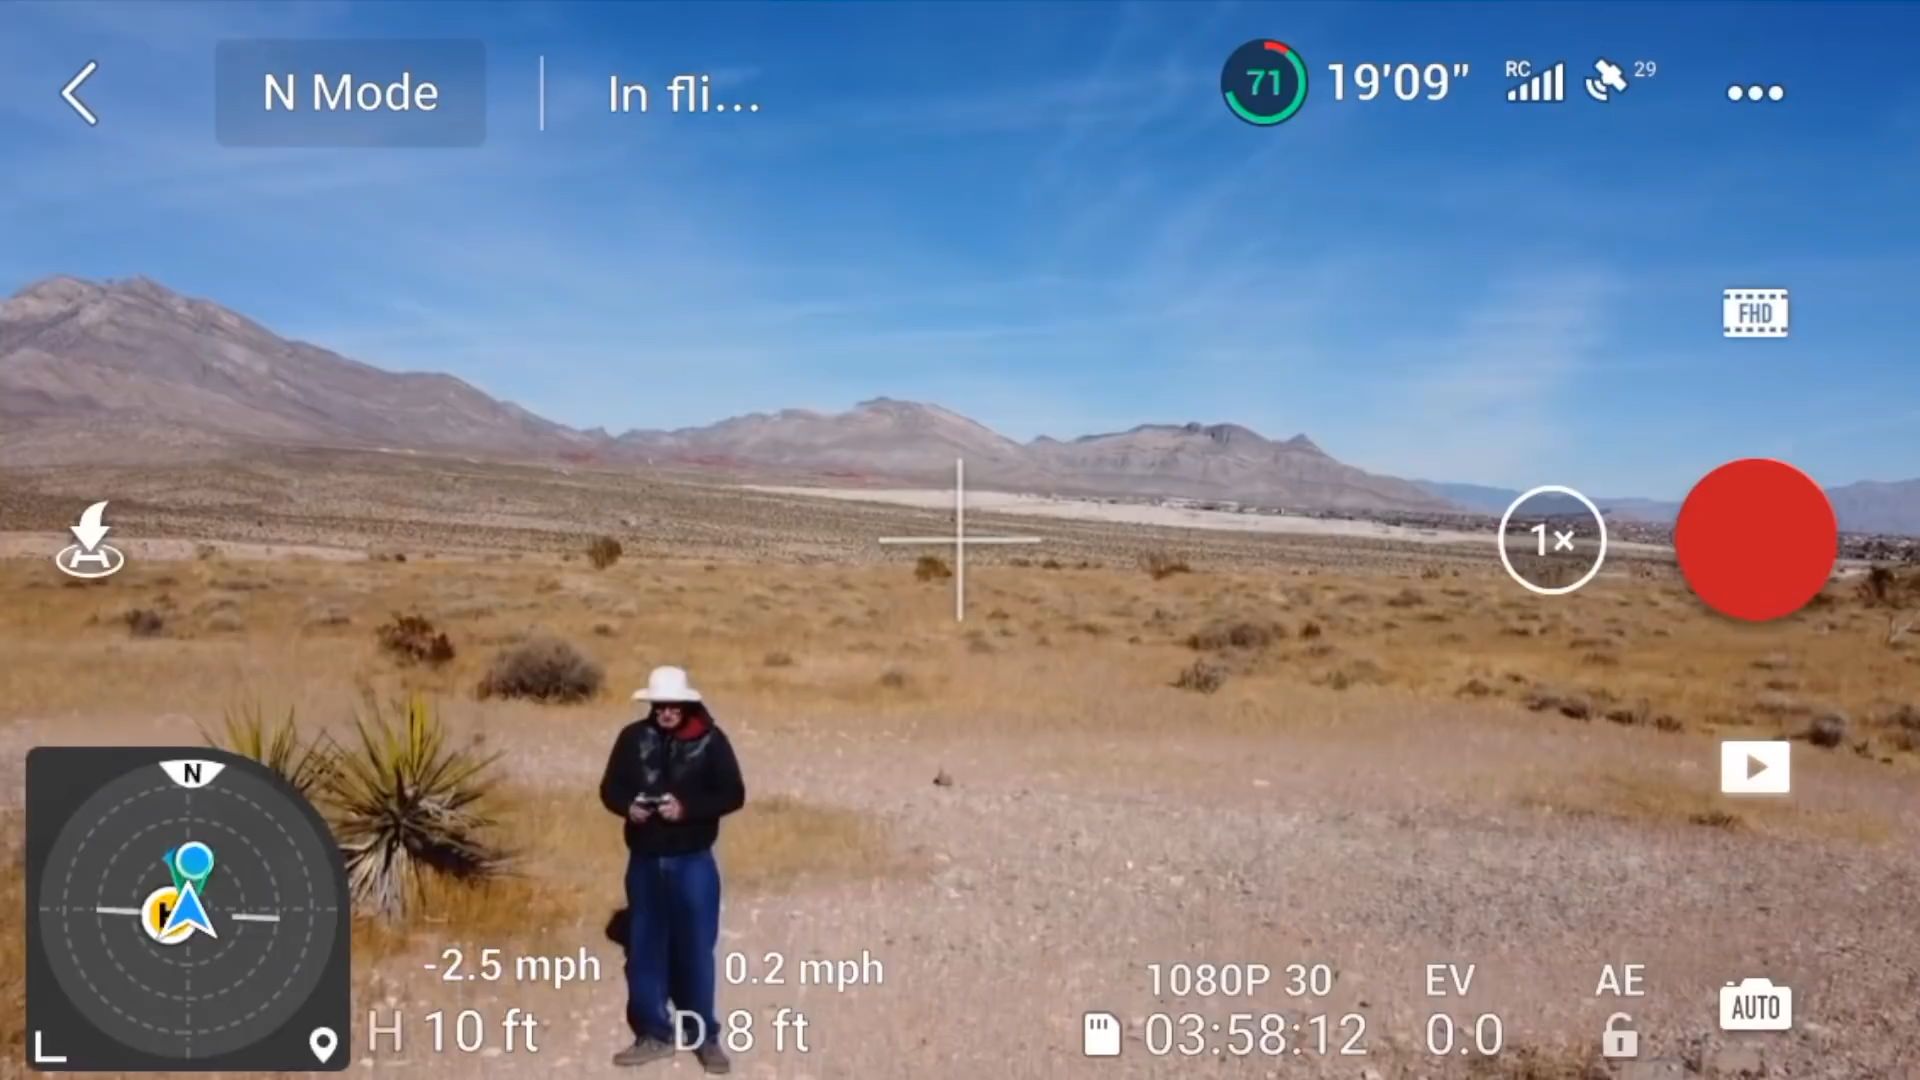 N Mode
In fli...
71
19'09"
RC
29
FHD
1×
N
H
-2.5 mph
0.2 mph
H 10 ft
D 8 ft
1080P 30
03:58:12
EV
0.0
AE
AUTO